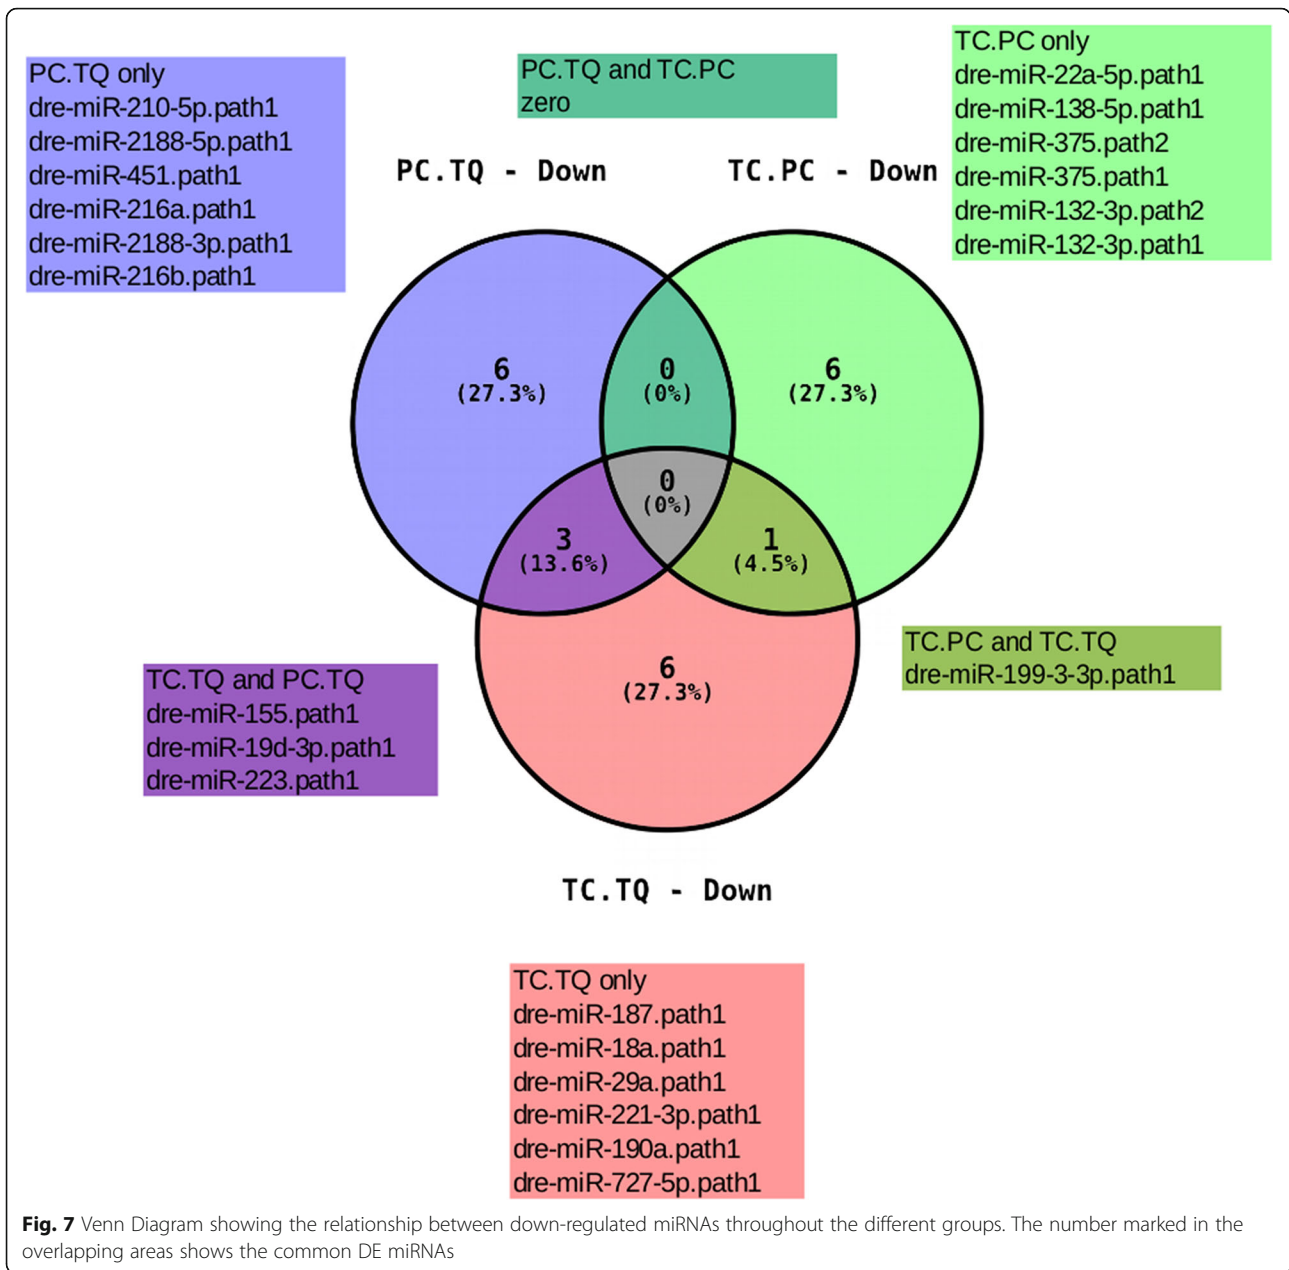 PC.TQ only
dre-miR-210-5p.path1
dre-miR-2188-5p.path1
dre-miR-451.path1
dre-miR-216a.path1
dre-miR-2188-3p.path1
dre-miR-216b.path1
PC.TQ and TC.PC
zero
TC.PC only
dre-miR-22a-5p.path1
dre-miR-138-5p.path1
dre-miR-375.path2
dre-miR-375.path1
dre-miR-132-3p.path2
dre-miR-132-3p.path1
PC.TQ - Down
TC.PC - Down
6
(27.3%)
0
(0%)
6
(27.3%)
0
(0%)
3
(13.6%)
1
(4.5%)
6
(27.3%)
TC.TQ and PC.TQ
dre-miR-155.path1
dre-miR-19d-3p.path1
dre-miR-223.path1
TC.PC and TC.TQ
dre-miR-199-3-3p.path1
TC.TQ - Down
TC.TQ only
dre-miR-187.path1
dre-miR-18a.path1
dre-miR-29a.path1
dre-miR-221-3p.path1
dre-miR-190a.path1
dre-miR-727-5p.path1
Fig. 7 Venn Diagram showing the relationship between down-regulated miRNAs throughout the different groups. The number marked in the
overlapping areas shows the common DE miRNAs